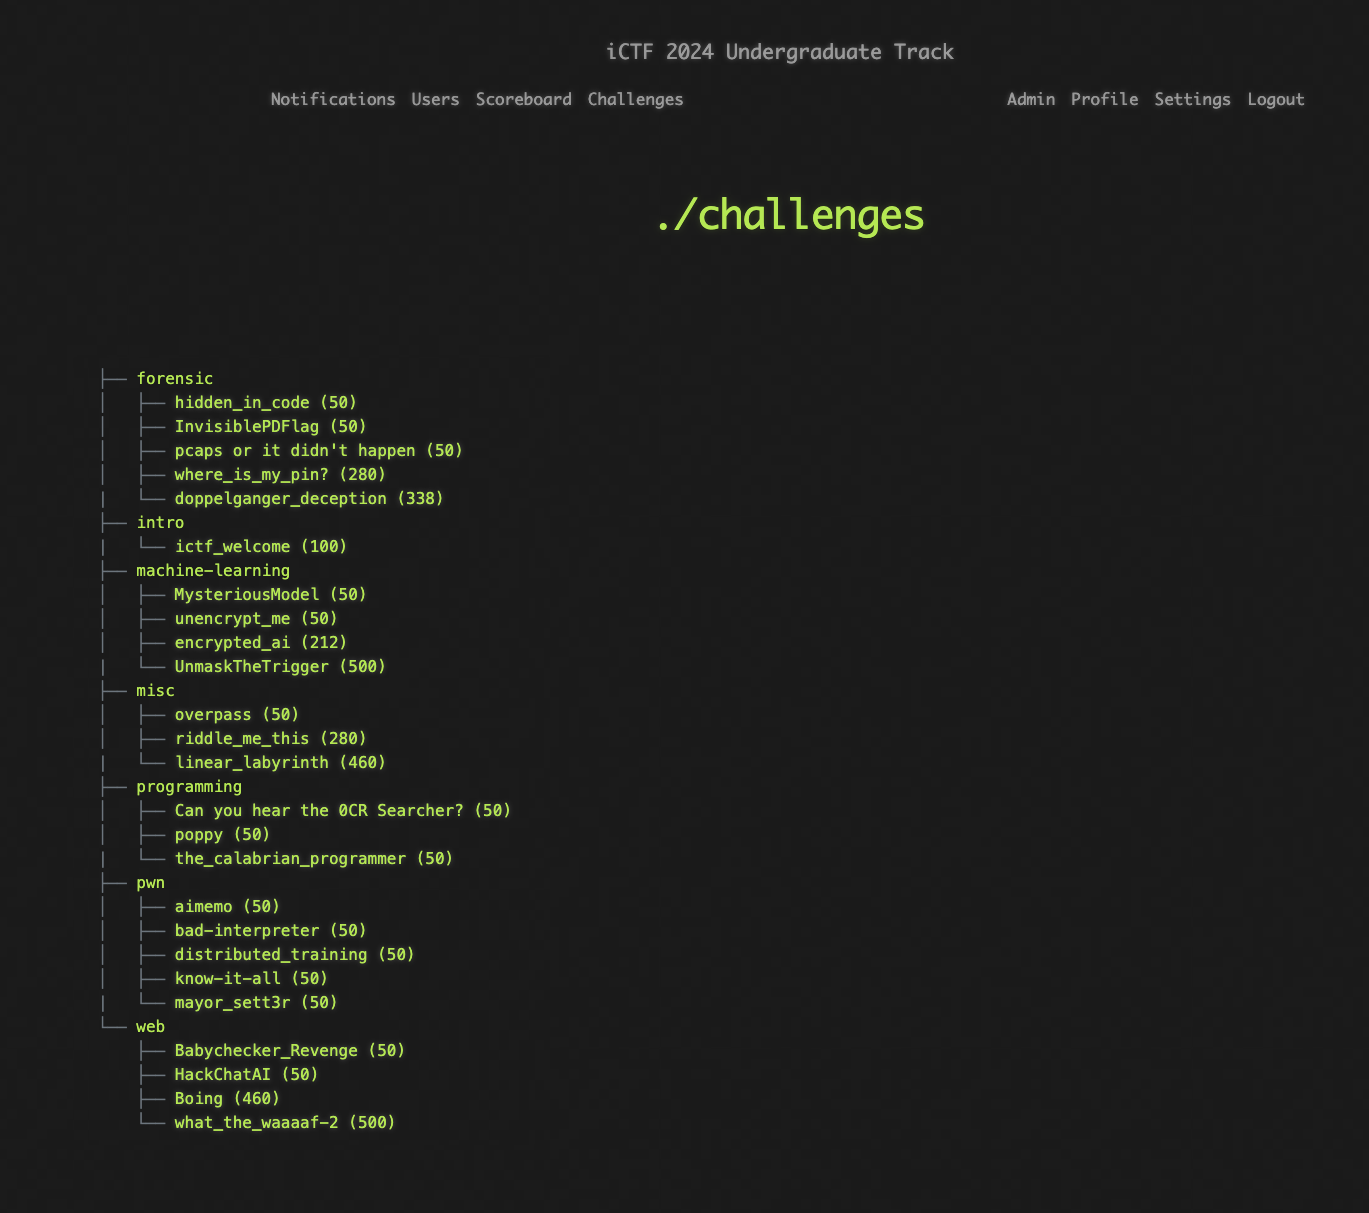 iCTF 2024 Undergraduate Track
Notifications Users Scoreboard Challenges Admin Profile Settings Logout
./challenges
├── forensic
│   ├── hidden_in_code (50)
│   ├── InvisiblePDFlag (50)
│   ├── pcaps or it didn't happen (50)
│   ├── where_is_my_pin? (280)
|   └── doppelganger_deception (338)
├── intro
|   └── ictf_welcome (100)
├── machine-learning
│   ├── MysteriousModel (50)
│   ├── unencrypt_me (50)
│   ├── encrypted_ai (212)
|   └── UnmaskTheTrigger (500)
├── misc
│   ├── overpass (50)
│   ├── riddle_me_this (280)
|   └── linear_labyrinth (460)
├── programming
│   ├── Can you hear the 0CR Searcher? (50)
│   ├── poppy (50)
|   └── the_calabrian_programmer (50)
├── pwn
│   ├── aimemo (50)
│   ├── bad-interpreter (50)
│   ├── distributed_training (50)
│   ├── know-it-all (50)
|   └── mayor_sett3r (50)
└── web
    ├── Babychecker_Revenge (50)
    ├── HackChatAI (50)
    ├── Boing (460)
    └── what_the_waaaaf-2 (500)